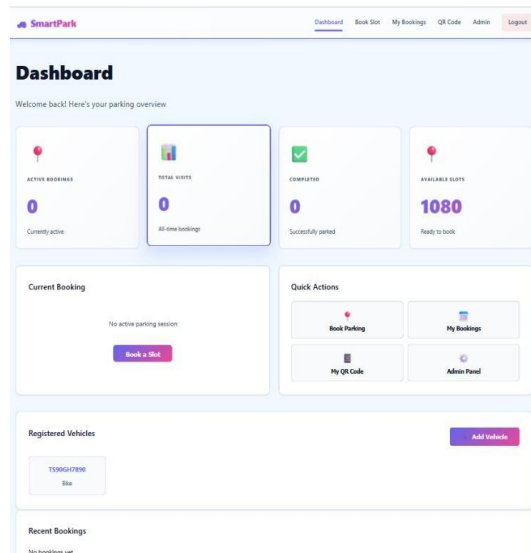 SmartPark
Dashboard Book Slot My Bookings QR Code Admin Logout
Dashboard
Welcome back! Here's your parking overview
ACTIVE BOOKINGS
0
Currently active
TOTAL VISITS
0
All-time bookings
COMPLETED
0
Successfully parked
AVAILABLE SLOTS
1080
Ready to book
Current Booking
No active parking session
Book a Slot
Quick Actions
Book Parking
My Bookings
My QR Code
Admin Panel
Registered Vehicles
Add Vehicle
TS90GH7890
Bike
Recent Bookings
No bookings yet